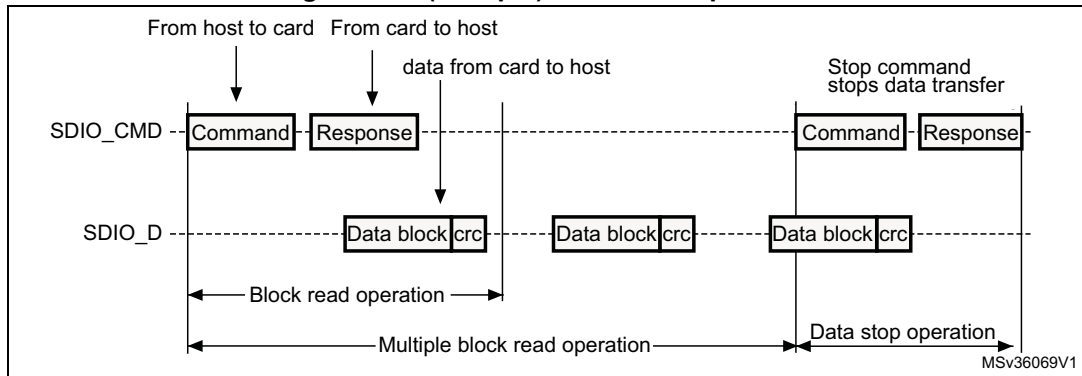 From host to card From card to host
data from card to host
Stop command
stops data transfer
SDIO_CMD Command Response Command Response
SDIO_D Data block crc Data block crc Data block crc
Block read operation
Multiple block read operation
Data stop operation
MSv36069V1